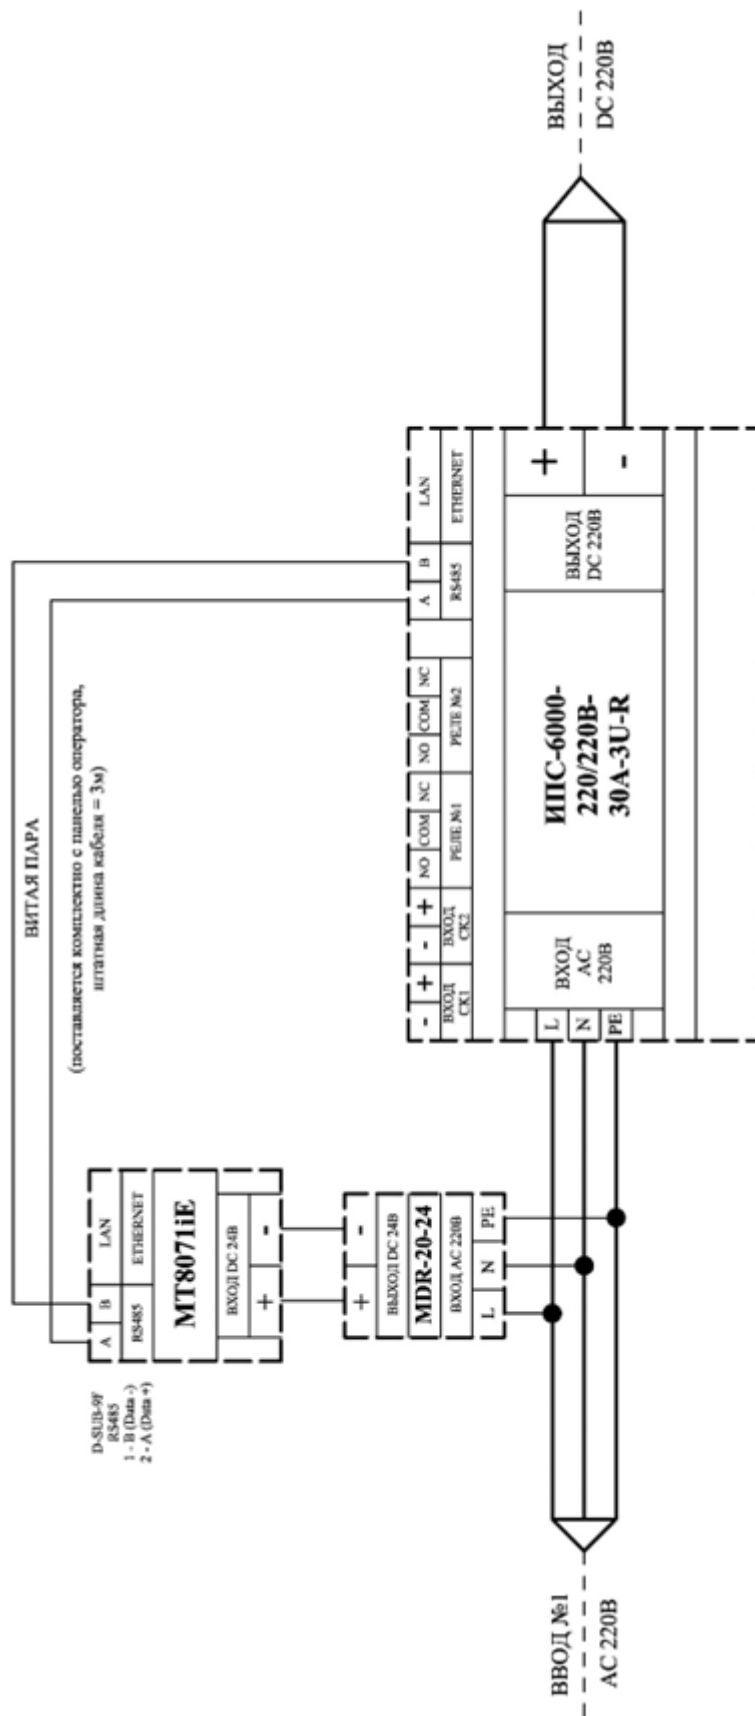 ВИТАЯ ПАРА
(поставляется комплектно с панелью оператора,
штатная длина кабеля = 3м)
D-SUB-9F
RS485
1 - B (Data -)
2 - A (Data +)
A
B
LAN
RS485
ETHERNET
MT8071iE
ВХОД DC 24В
+
-
+
-
ВЫХОД DC 24В
MDR-20-24
ВХОД AC 220В
L
N
PE
-
+
-
+
NO
COM
NC
NO
COM
NC
A
B
LAN
ВХОД
СК1
ВХОД
СК2
РЕЛЕ №1
РЕЛЕ №2
RS485
ETHERNET
L
N
PE
ВХОД
AC
220В
ИПС-6000-
220/220В-
30А-3U-R
ВЫХОД
DC 220В
+
-
ВВОД №1
AC 220В
ВЫХОД
DC 220В